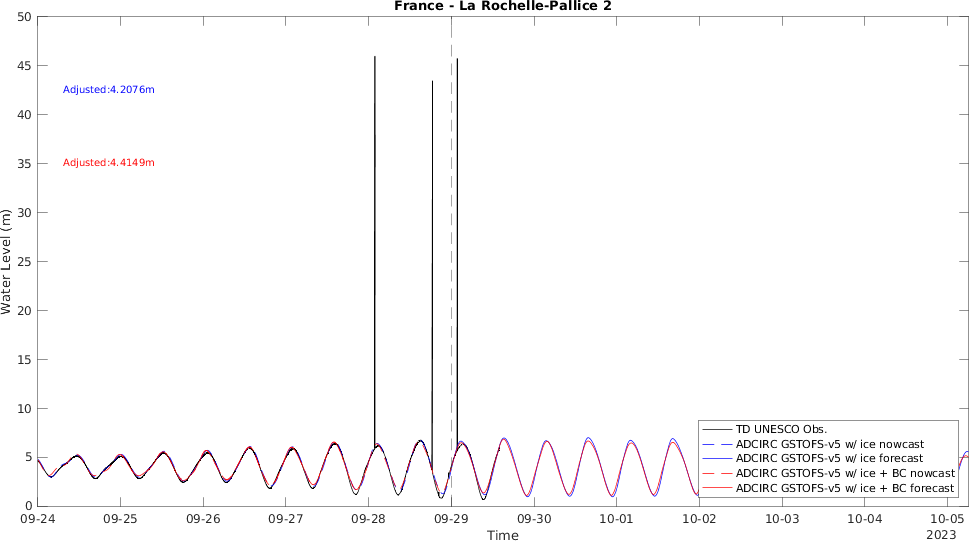 France - La Rochelle-Pallice 2
50
45
40
35
30
25
20
15
10
5
0
Water Level (m)
Adjusted:4.2076m
Adjusted:4.4149m
TD UNESCO Obs.
ADCIRC GSTOFS-v5 w/ ice nowcast
ADCIRC GSTOFS-v5 w/ ice forecast
ADCIRC GSTOFS-v5 w/ ice + BC nowcast
ADCIRC GSTOFS-v5 w/ ice + BC forecast
09-24 09-25 09-26 09-27 09-28 09-29 09-30 10-01 10-02 10-03 10-04 10-05
Time
2023